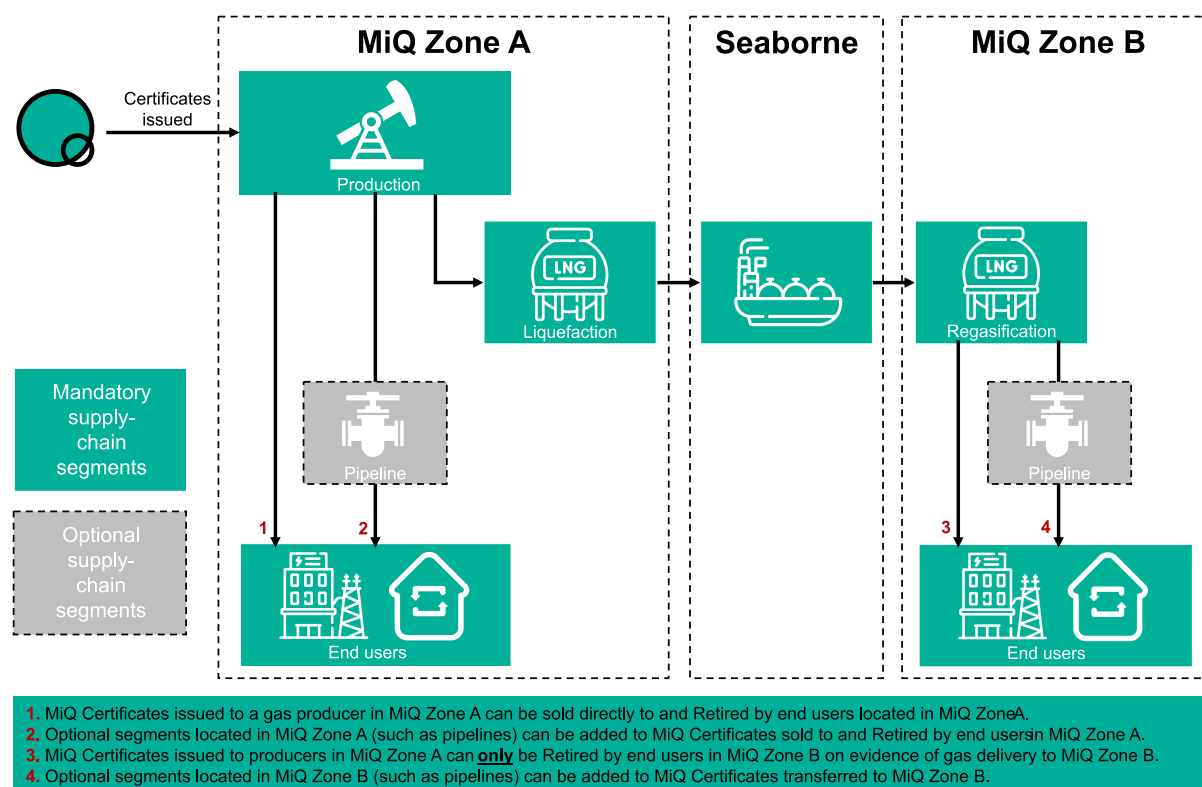 MiQ Zone A
Seaborne
MiQ Zone B
Certificates
issued
Production
LNG
Liquefaction
LNG
Regasification
Mandatory
supply-
chain
segments
Pipeline
Pipeline
Optional
supply-
chain
segments
1
2
3
4
End users
End users
1. MiQ Certificates issued to a gas producer in MiQ Zone A can be sold directly to and Retired by end users located in MiQ ZoneA.
2. Optional segments located in MiQ Zone A (such as pipelines) can be added to MiQ Certificates sold to and Retired by end usersin MiQ Zone A.
3. MiQ Certificates issued to producers in MiQ Zone A can only be Retired by end users in MiQ Zone B on evidence of gas delivery to MiQ Zone B.
4. Optional segments located in MiQ Zone B (such as pipelines) can be added to MiQ Certificates transferred to MiQ Zone B.